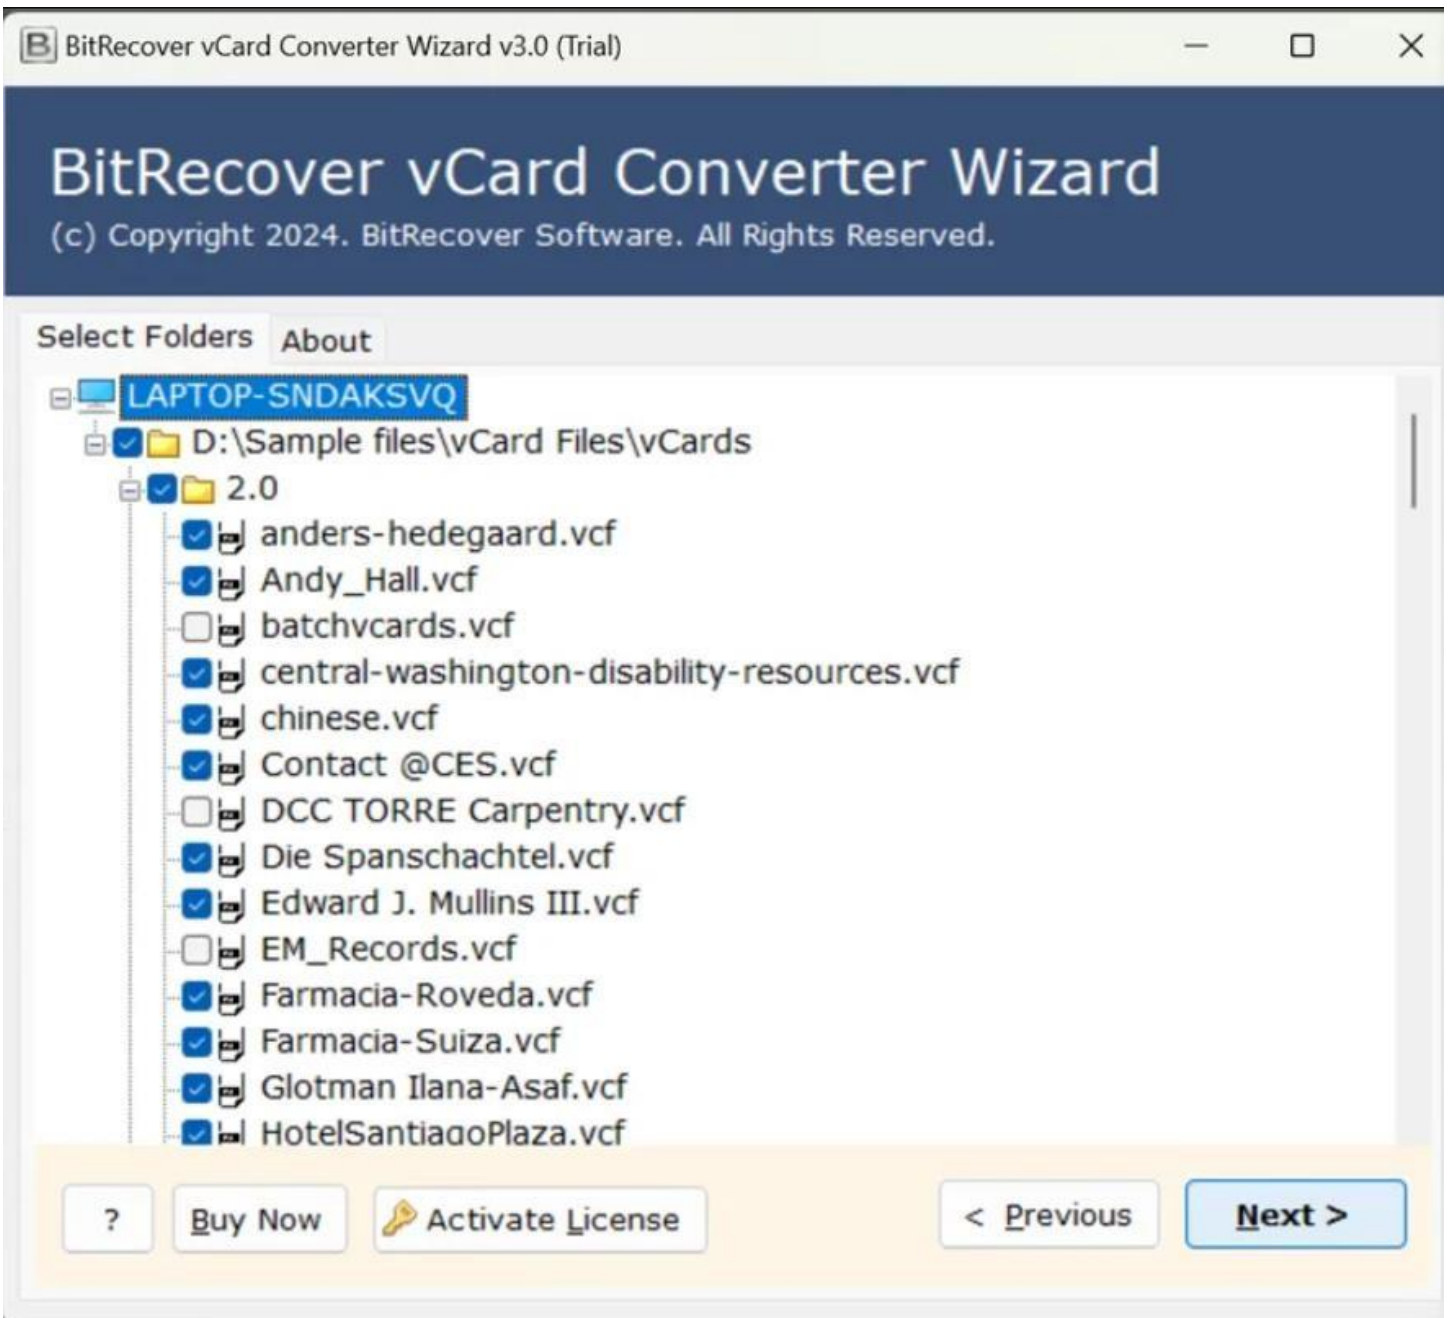 BitRecover vCard Converter Wizard v3.0 (Trial)
BitRecover vCard Converter Wizard
(c) Copyright 2024. BitRecover Software. All Rights Reserved.
Select Folders About
LAPTOP-SNDAKSVQ
D:\Sample files\vCard Files\vCards
2.0
anders-hedegaard.vcf
Andy_Hall.vcf
batchvcards.vcf
central-washington-disability-resources.vcf
chinese.vcf
Contact @CES.vcf
DCC TORRE Carpentry.vcf
Die Spanschachtel.vcf
Edward J. Mullins III.vcf
EM_Records.vcf
Farmacia-Roveda.vcf
Farmacia-Suiza.vcf
Glotman Ilana-Asaf.vcf
HotelSantiagoPlaza.vcf
? Buy Now Activate License < Previous Next >